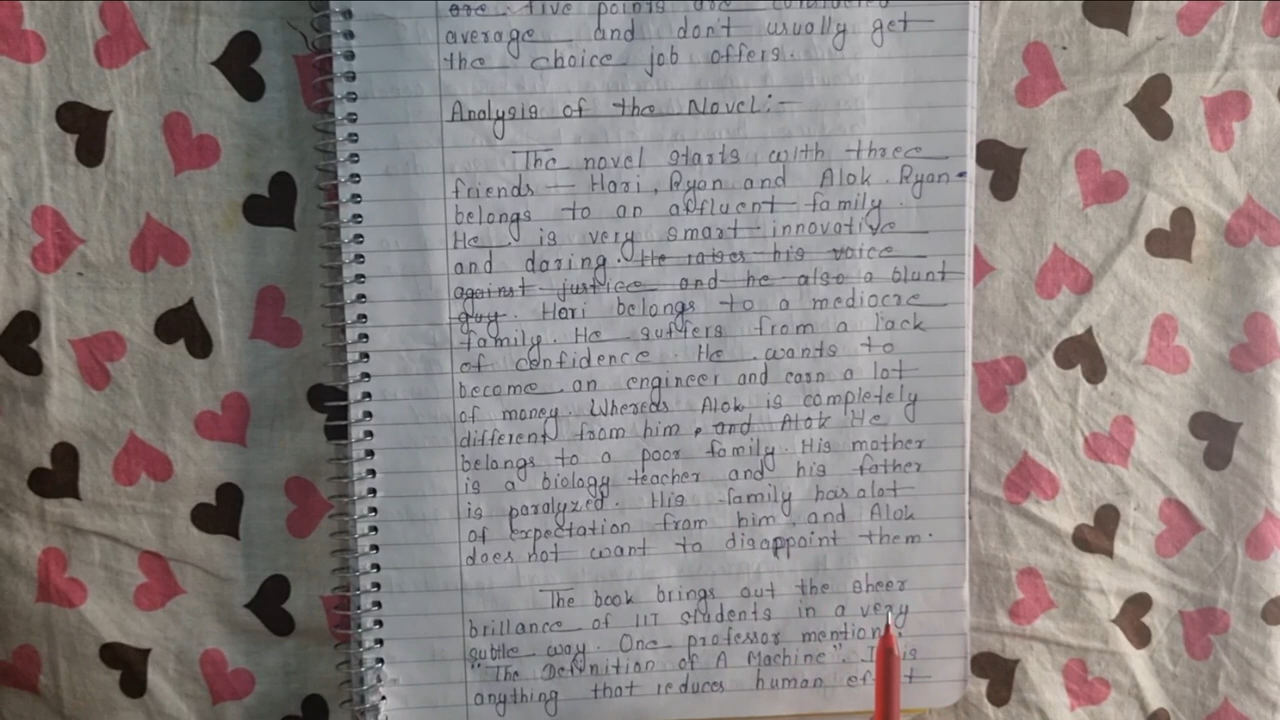 are five points are considered
average and don't usually get
the choice job offers.
Analysis of the Novel:-
The novel starts with three
friends — Hari, Ryan and Alok. Ryan
belongs to an affluent family.
He is very smart innovative
and daring. He raises his voice
against justice and he also a blunt
guy. Hari belongs to a mediocre
family. He suffers from a lack
of confidence. He wants to
become an engineer and earn a lot
of money. Whereas Alok is completely
different from him, and Alok He
belongs to a poor family. His mother
is a biology teacher and his father
is paralyzed. His family has alot
of expectation from him, and Alok
does not want to disappoint them.
The book brings out the sheer
brillance of IIT students in a very
subtle way. One professor mention
"The Definition of A Machine". is
anything that reduces human